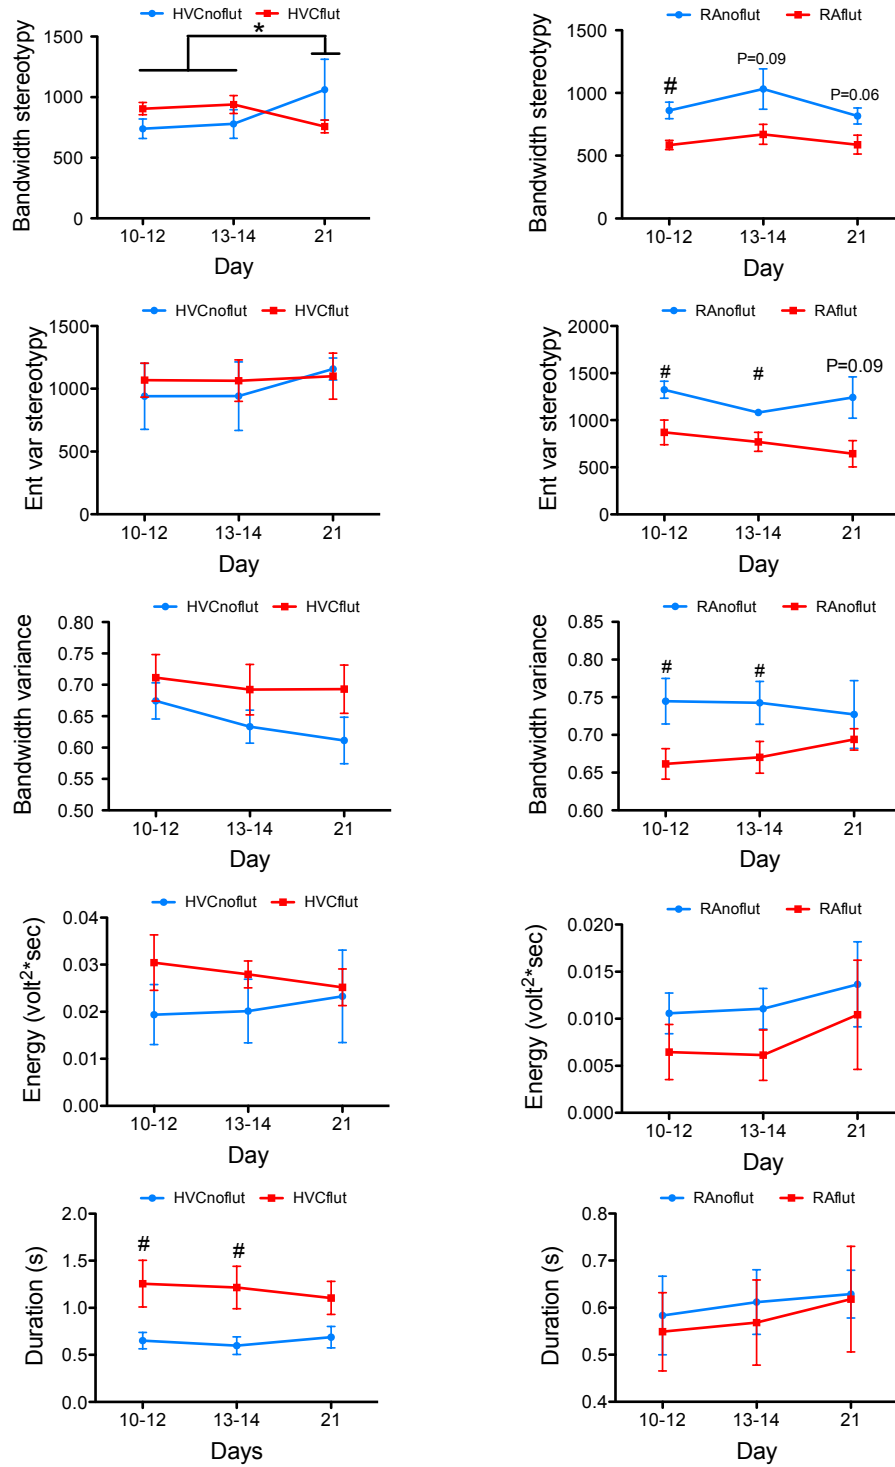 HVCnoflut HVCflut
*
Bandwidth stereotypy
1500
1000
500
0
10-12 13-14 21
Day
RAnoflut RAflut
P=0.09
#
P=0.06
Bandwidth stereotypy
1500
1000
500
0
10-12 13-14 21
Day
HVCnoflut HVCflut
Ent var stereotypy
1500
1000
500
0
10-12 13-14 21
Day
RAnoflut RAflut
# # P=0.09
Ent var stereotypy
2000
1500
1000
500
0
10-12 13-14 21
Day
HVCnoflut HVCflut
Bandwidth variance
0.80
0.75
0.70
0.65
0.60
0.55
0.50
10-12 13-14 21
Day
RAnoflut RAnoflut
# #
Bandwidth variance
0.85
0.80
0.75
0.70
0.65
0.60
10-12 13-14 21
Day
HVCnoflut HVCflut
Energy (volt²*sec)
0.04
0.03
0.02
0.01
0.00
10-12 13-14 21
Day
RAnoflut RAflut
Energy (volt²*sec)
0.020
0.015
0.010
0.005
0.000
10-12 13-14 21
Day
HVCnoflut HVCflut
# #
Duration (s)
2.0
1.5
1.0
0.5
0.0
10-12 13-14 21
Days
RAnoflut RAflut
Duration (s)
0.8
0.7
0.6
0.5
0.4
10-12 13-14 21
Day